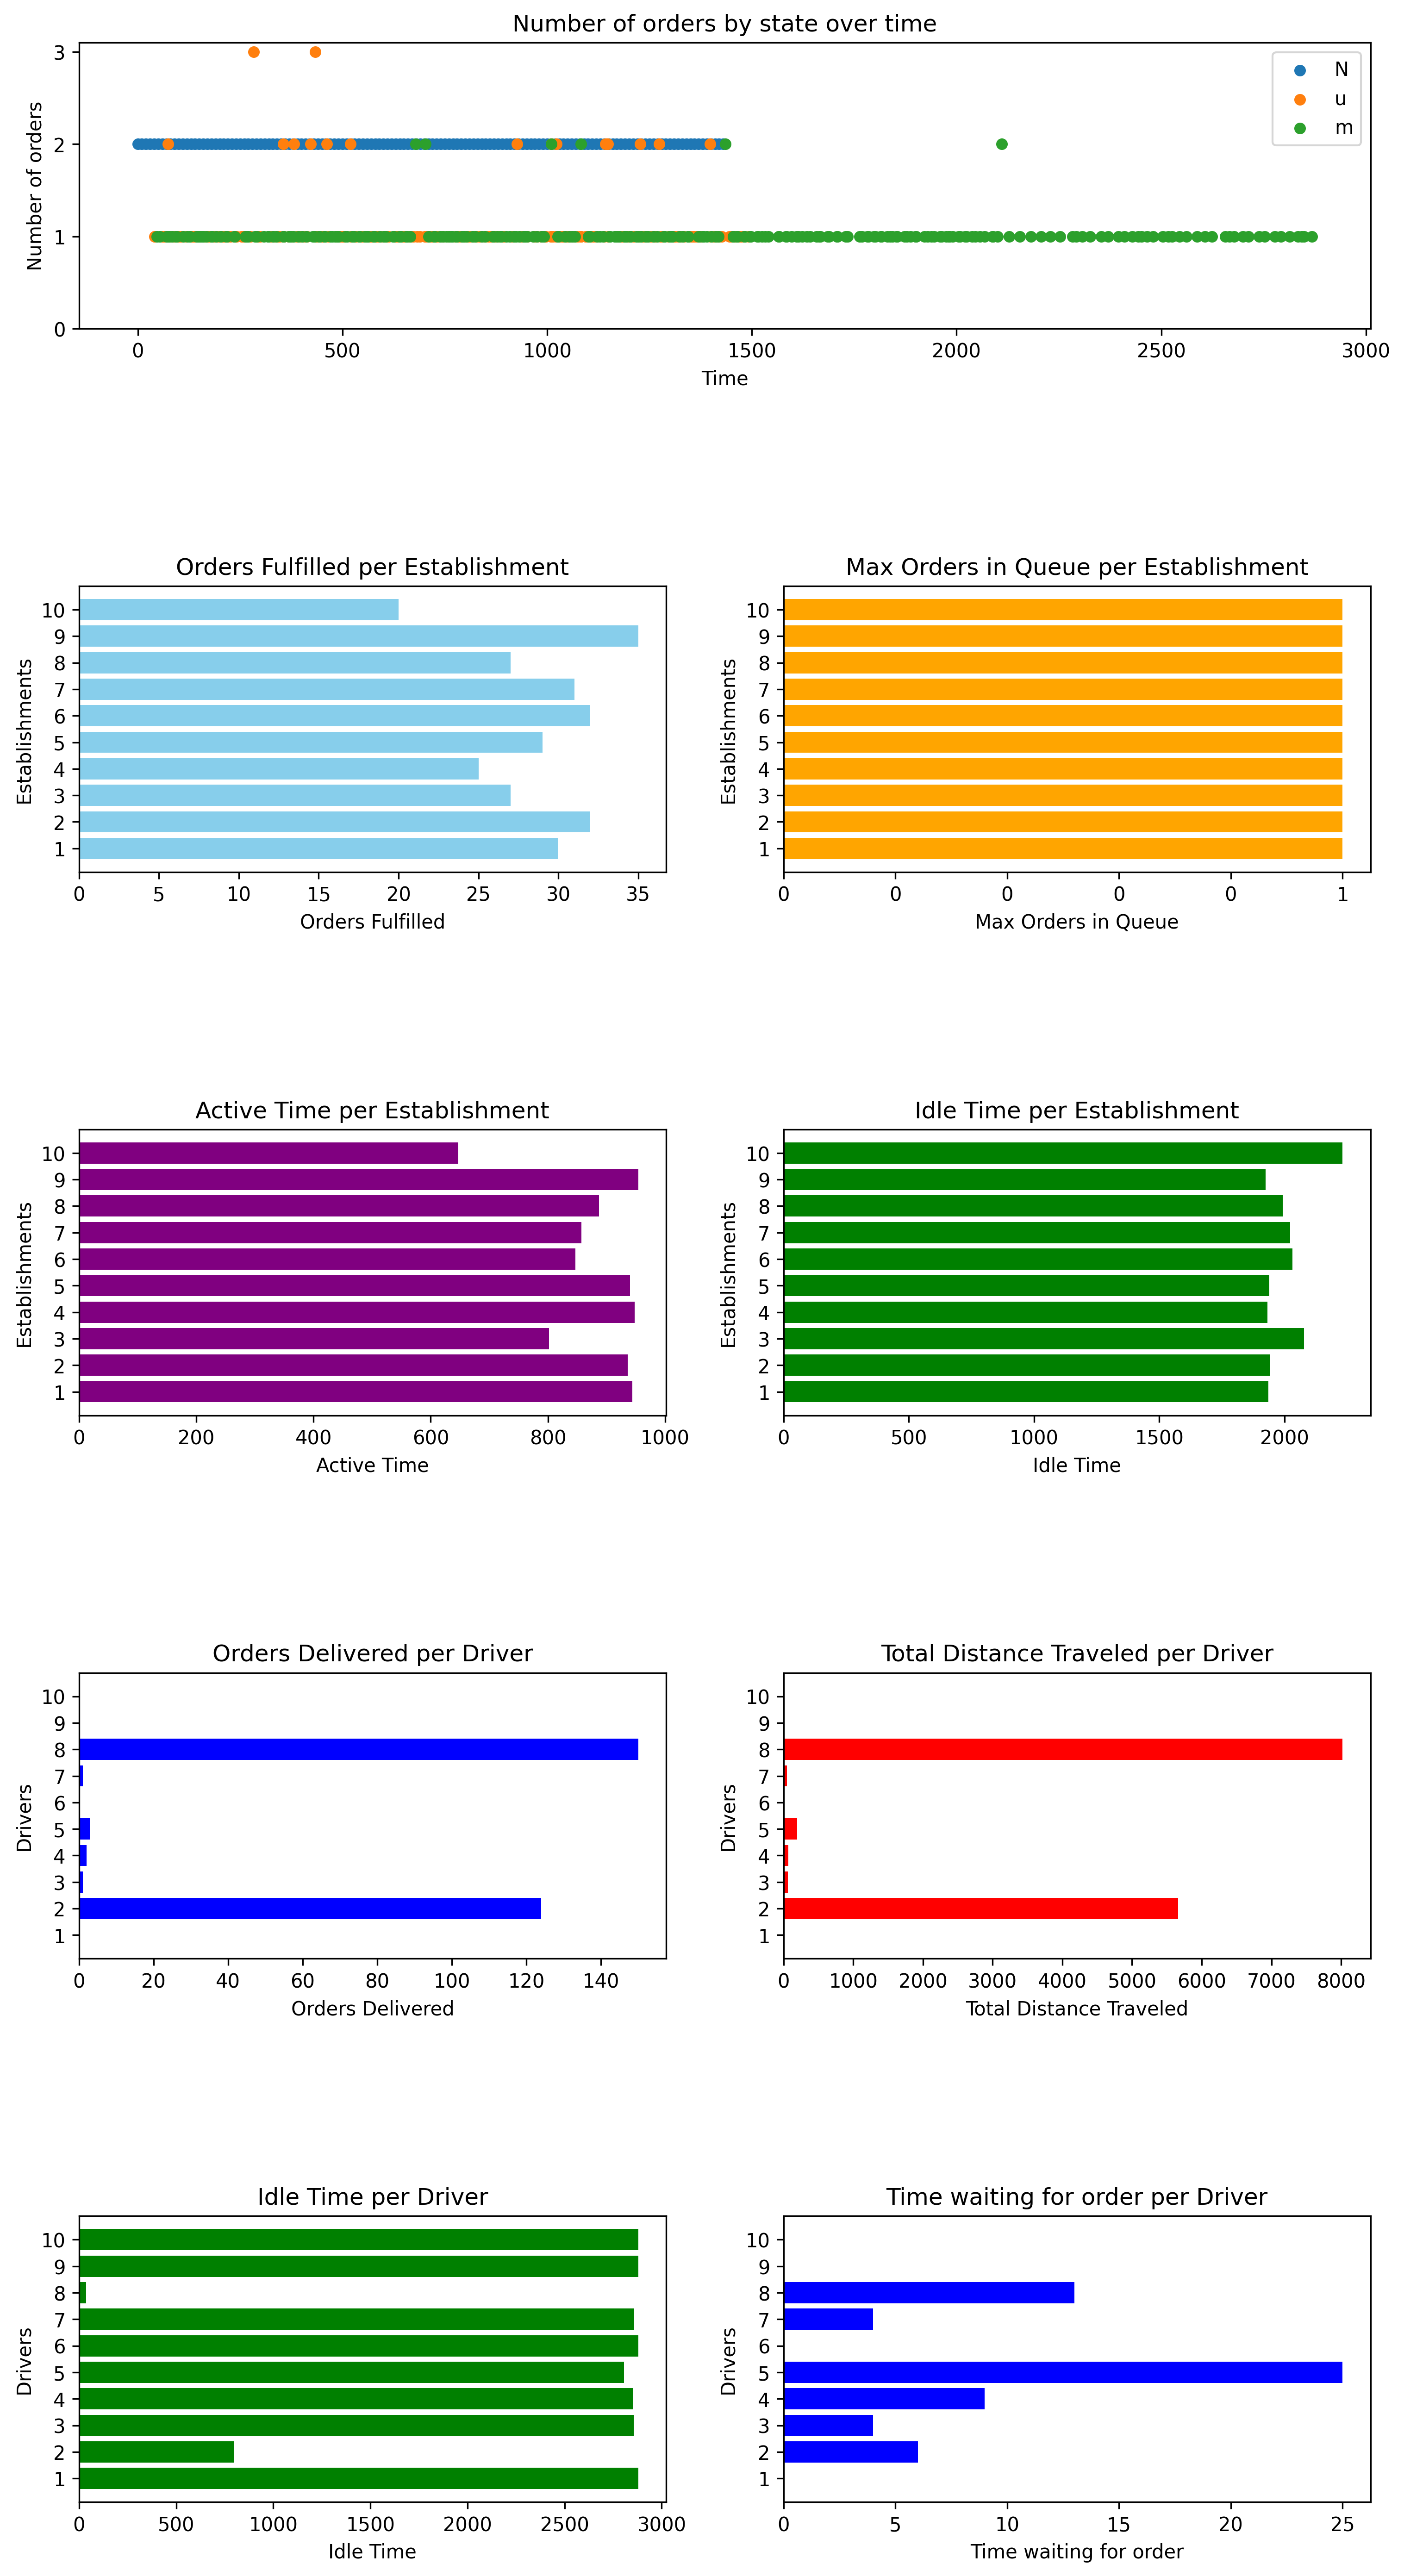 Number of orders by state over time
Number of orders
3
2
1
0
N
u
m
0 500 1000 1500 2000 2500 3000
Time
Orders Fulfilled per Establishment
Establishments
10
9
8
7
6
5
4
3
2
1
0 5 10 15 20 25 30 35
Orders Fulfilled
Max Orders in Queue per Establishment
Establishments
10
9
8
7
6
5
4
3
2
1
0 0 0 0 0 1
Max Orders in Queue
Active Time per Establishment
Establishments
10
9
8
7
6
5
4
3
2
1
0 200 400 600 800 1000
Active Time
Idle Time per Establishment
Establishments
10
9
8
7
6
5
4
3
2
1
0 500 1000 1500 2000
Idle Time
Orders Delivered per Driver
Drivers
10
9
8
7
6
5
4
3
2
1
0 20 40 60 80 100 120 140
Orders Delivered
Total Distance Traveled per Driver
Drivers
10
9
8
7
6
5
4
3
2
1
0 1000 2000 3000 4000 5000 6000 7000 8000
Total Distance Traveled
Idle Time per Driver
Drivers
10
9
8
7
6
5
4
3
2
1
0 500 1000 1500 2000 2500 3000
Idle Time
Time waiting for order per Driver
Drivers
10
9
8
7
6
5
4
3
2
1
0 5 10 15 20 25
Time waiting for order